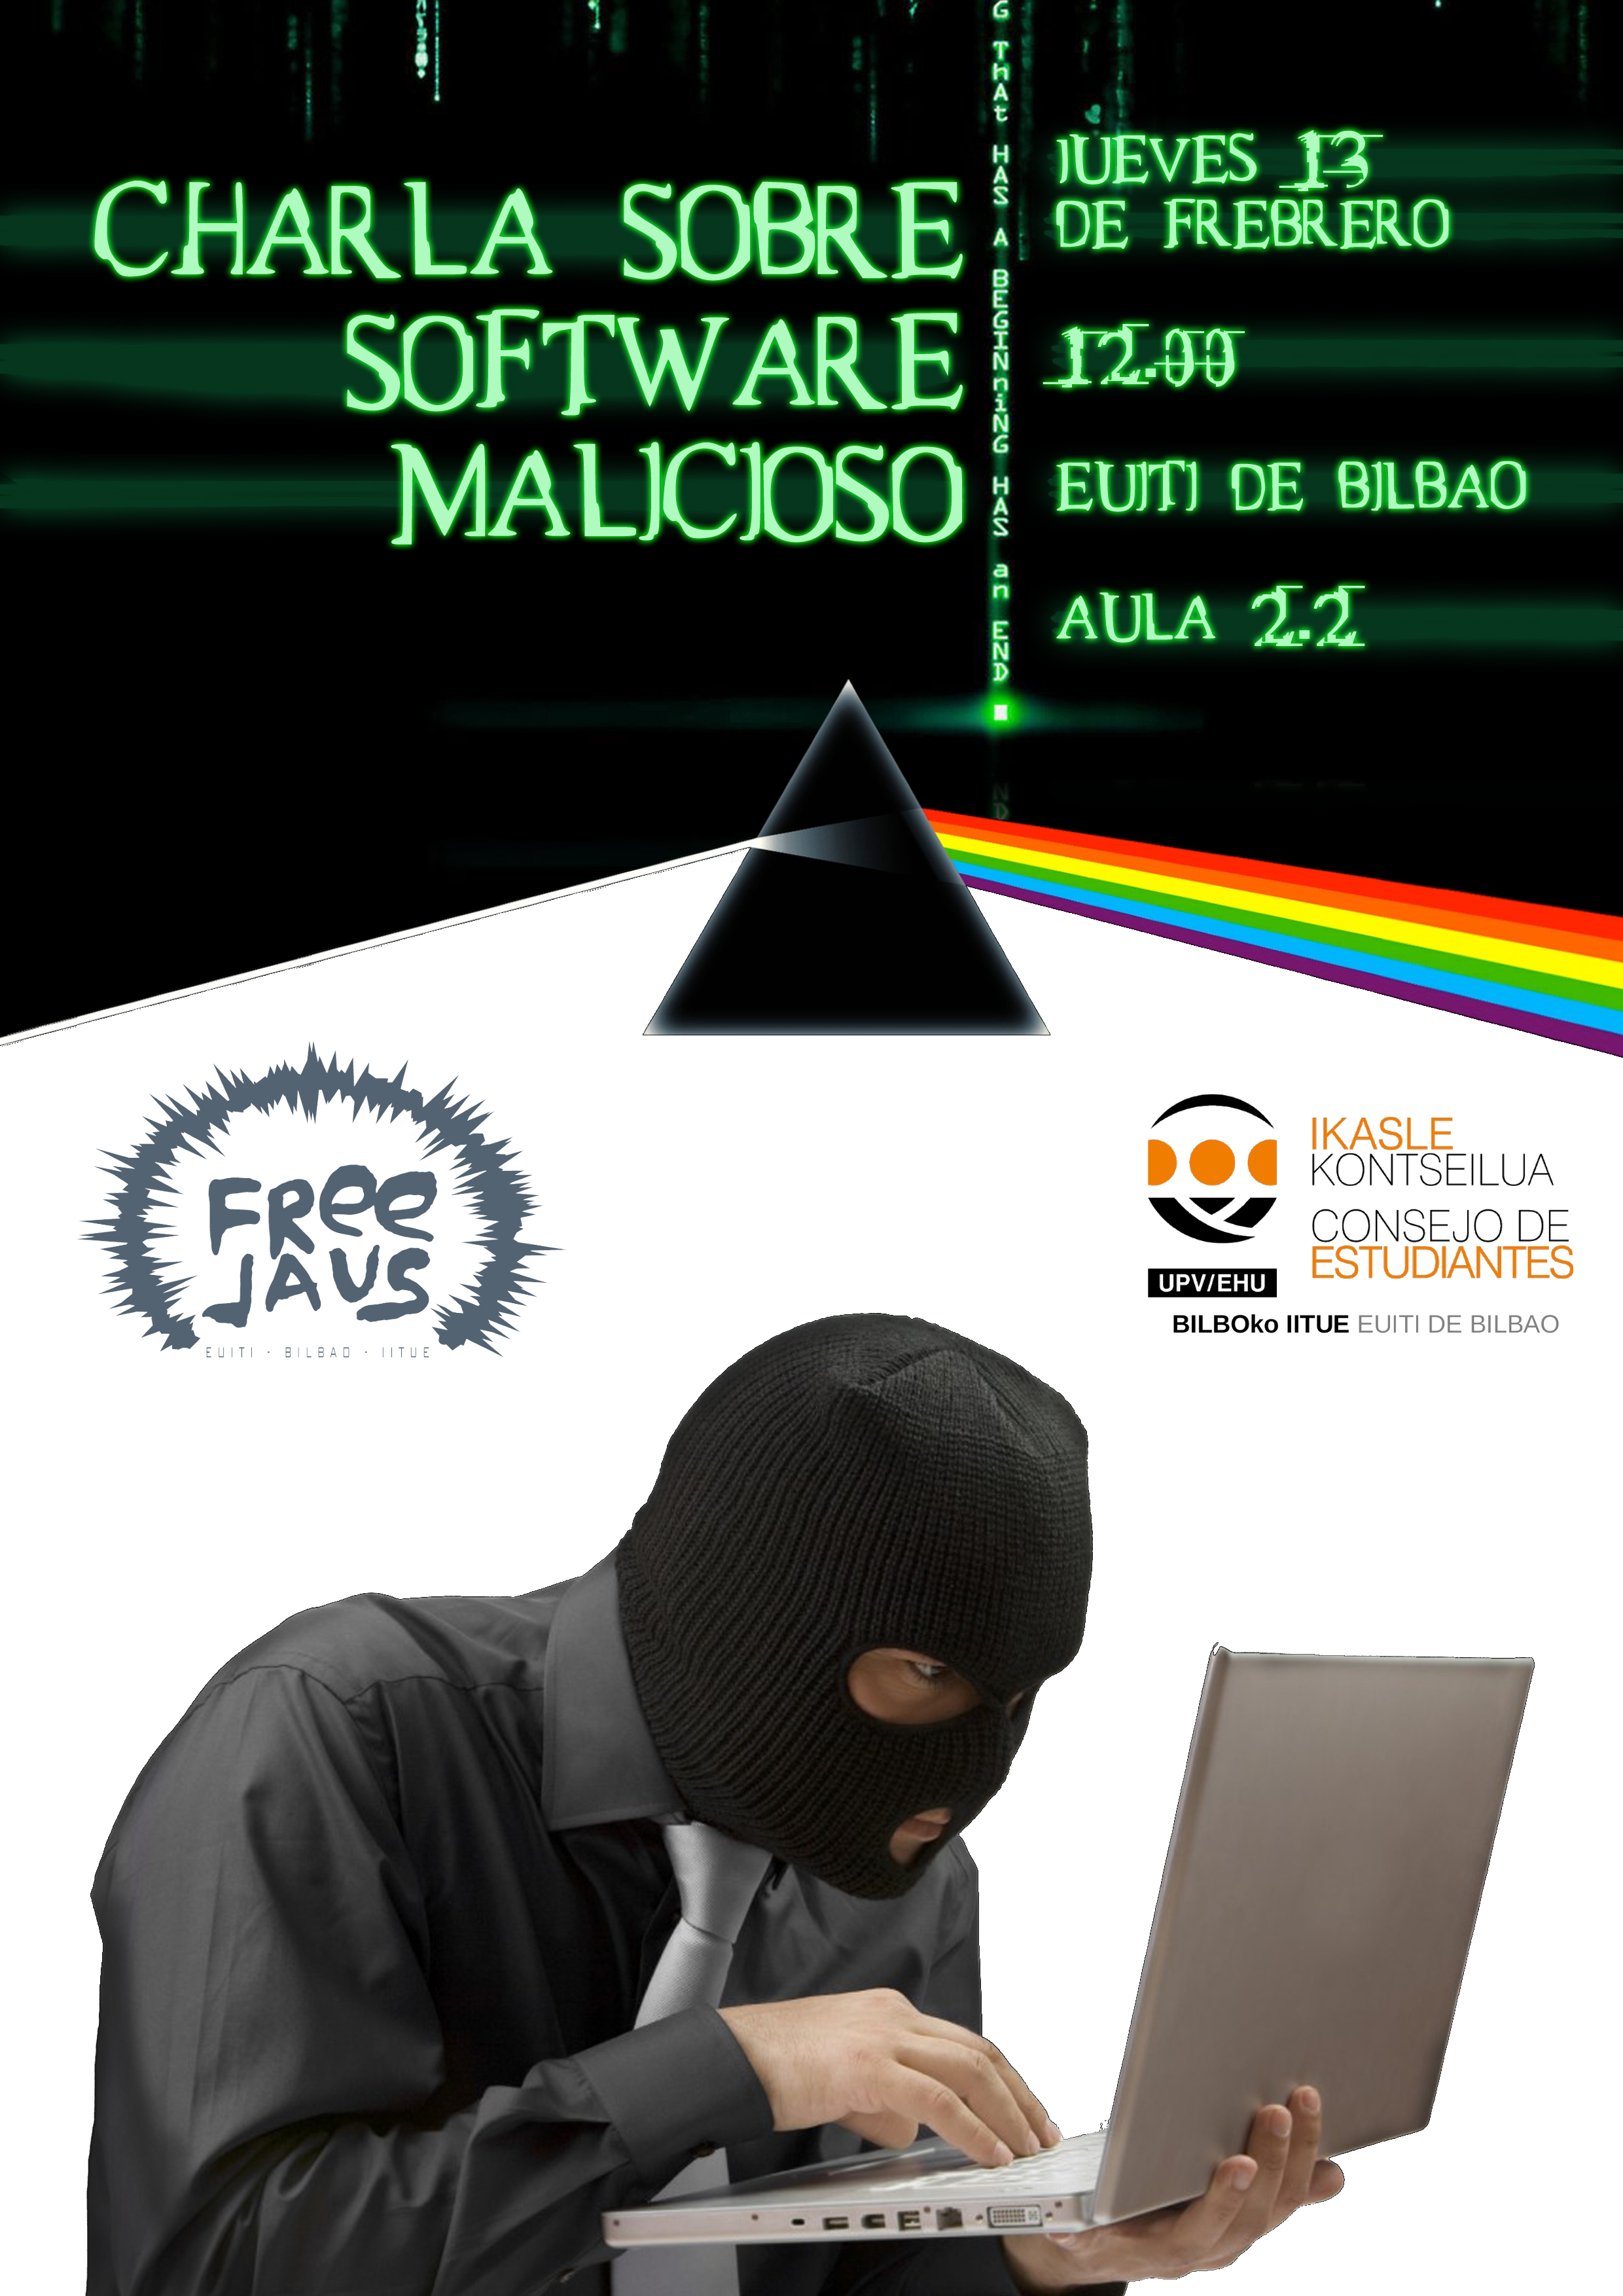 CHARLA SOBRE
SOFTWARE
MALICIOSO
G ThAt HAS A BEGINniNG HAS an END
JUEVES 13
DE FREBRERO
12.00
EUITI DE BILBAO
AULA 2.2
ND
FRee
JAVS
EUITI · BILBAO · IITUE
IKASLE
KONTSEILUA
CONSEJO DE
ESTUDIANTES
UPV/EHU
BILBOko IITUE EUITI DE BILBAO